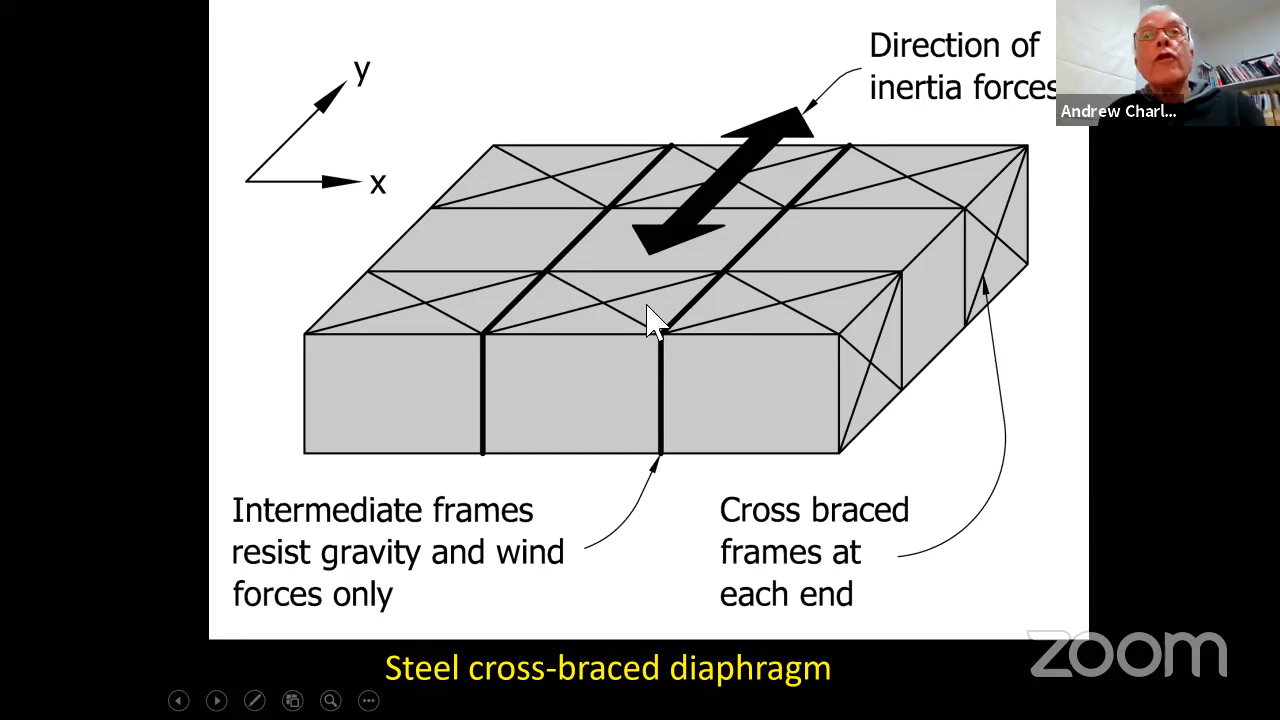 y
x
Direction of
inertia forces
Andrew Charl...
Intermediate frames
resist gravity and wind
forces only
Cross braced
frames at
each end
Steel cross-braced diaphragm
zoom